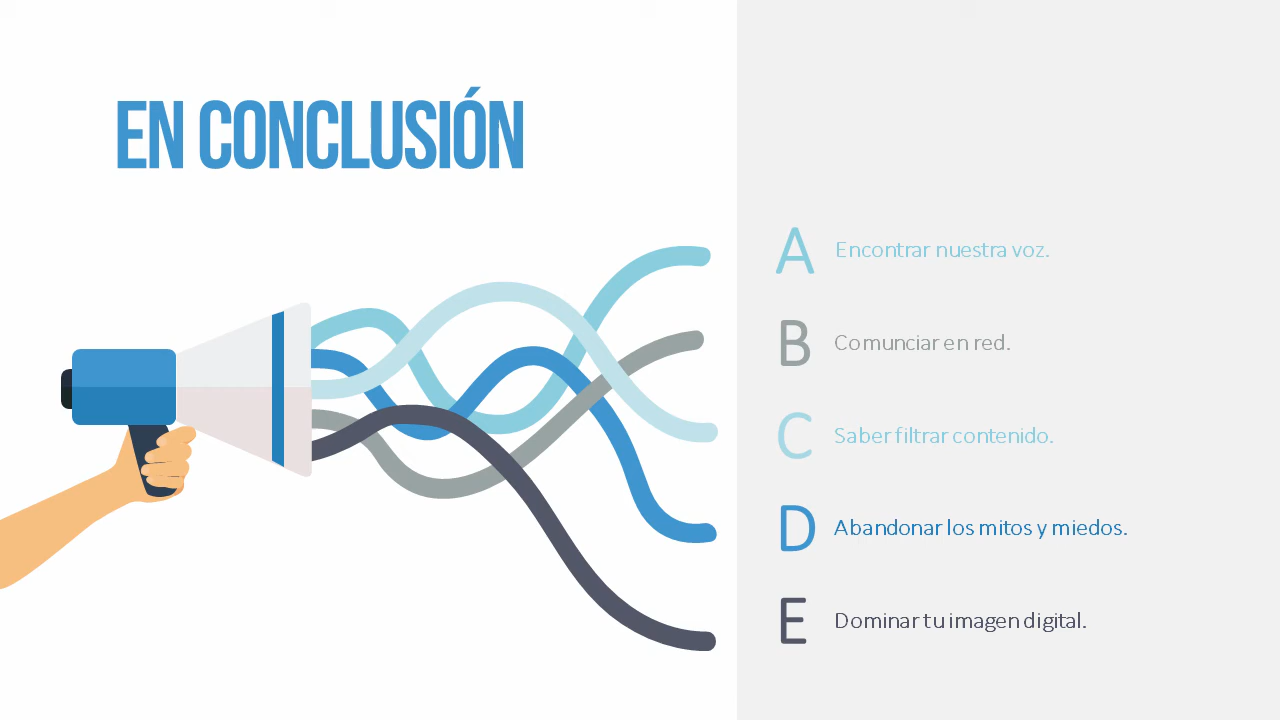 EN CONCLUSIÓN
A Encontrar nuestra voz.
B Comunciar en red.
C Saber filtrar contenido.
D Abandonar los mitos y miedos.
E Dominar tu imagen digital.